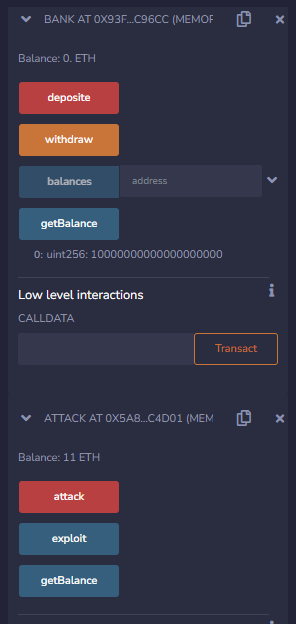 BANK AT 0X93F...C96CC (MEMOF
Balance: 0. ETH
deposite
withdraw
balances address
getBalance
0: uint256: 10000000000000000000
Low level interactions
CALLDATA
Transact
ATTACK AT 0X5A8...C4D01 (MEM
Balance: 11 ETH
attack
exploit
getBalance